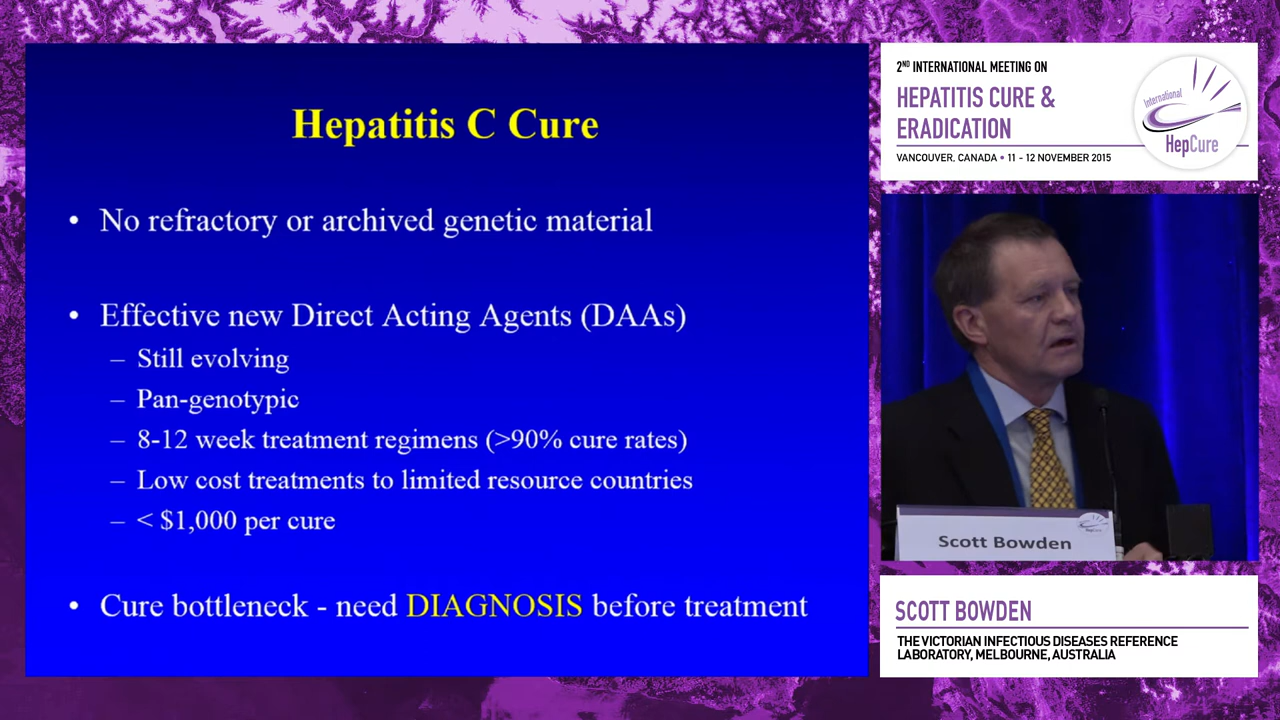 Hepatitis C Cure
• No refractory or archived genetic material
• Effective new Direct Acting Agents (DAAs)
– Still evolving
– Pan-genotypic
– 8-12 week treatment regimens (>90% cure rates)
– Low cost treatments to limited resource countries
– < $1,000 per cure
• Cure bottleneck - need DIAGNOSIS before treatment
2ND INTERNATIONAL MEETING ON
HEPATITIS CURE &
ERADICATION
VANCOUVER, CANADA • 11 - 12 NOVEMBER 2015
International
HepCure
Scott Bowden
HepCure
SCOTT BOWDEN
THE VICTORIAN INFECTIOUS DISEASES REFERENCE
LABORATORY, MELBOURNE, AUSTRALIA